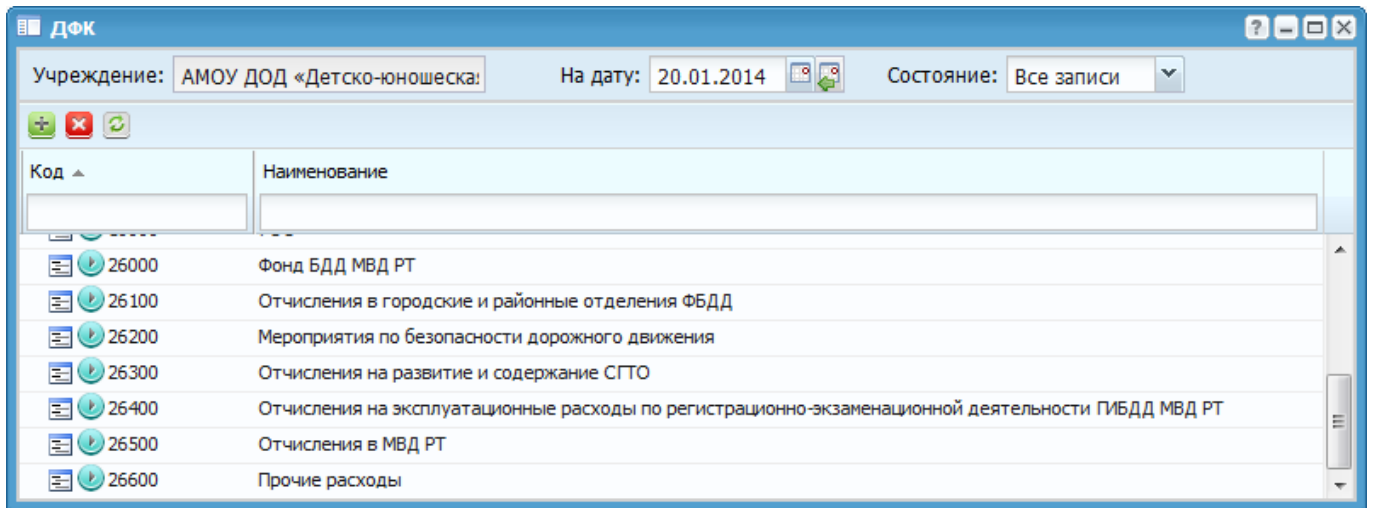 ДФК
Учреждение: АМОУ ДОД «Детско-юношеска: На дату: 20.01.2014 Состояние: Все записи
Код Наименование
26000 Фонд БДД МВД РТ
26100 Отчисления в городские и районные отделения ФБДД
26200 Мероприятия по безопасности дорожного движения
26300 Отчисления на развитие и содержание СГТО
26400 Отчисления на эксплуатационные расходы по регистрационно-экзаменационной деятельности ГИБДД МВД РТ
26500 Отчисления в МВД РТ
26600 Прочие расходы